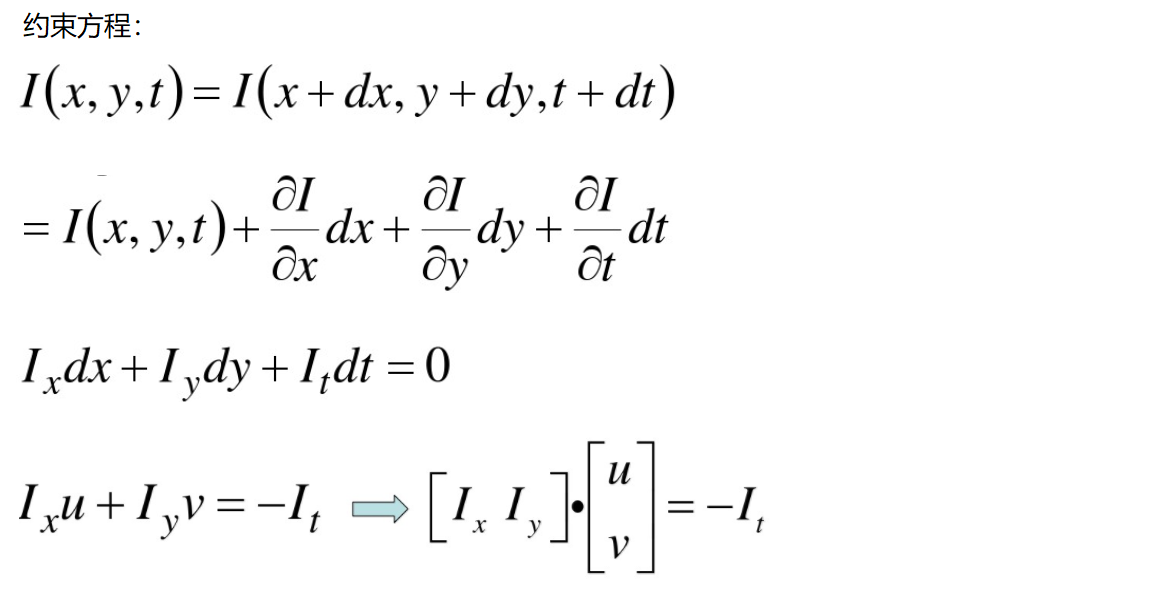 约束方程：
I(x, y,t) = I(x + dx, y + dy,t + dt)
= I(x, y,t) + ∂I/∂x dx + ∂I/∂y dy + ∂I/∂t dt
I_x dx + I_y dy + I_t dt = 0
I_x u + I_y v = −I_t ⇒ [I_x I_y]•[u v] = −I_t